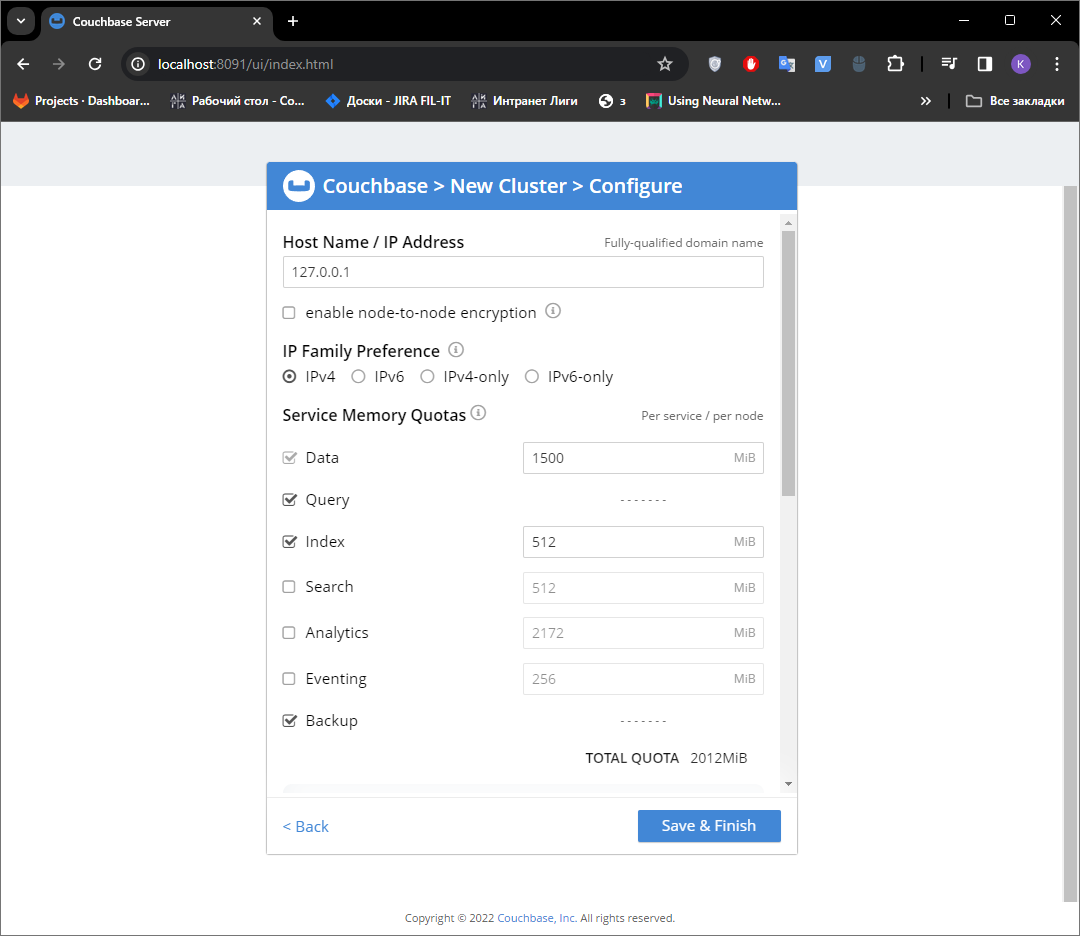 Couchbase Server
localhost:8091/ui/index.html
K
Projects · Dashboar...
Рабочий стол - Со...
Доски - JIRA FIL-IT
Интранет Лиги
з
Using Neural Netw...
Все закладки
Couchbase > New Cluster > Configure
Host Name / IP Address Fully-qualified domain name
127.0.0.1
enable node-to-node encryption
IP Family Preference
IPv4 IPv6 IPv4-only IPv6-only
Service Memory Quotas Per service / per node
Data 1500 MiB
Query -------
Index 512 MiB
Search 512 MiB
Analytics 2172 MiB
Eventing 256 MiB
Backup -------
TOTAL QUOTA 2012MiB
< Back Save & Finish
Copyright © 2022 Couchbase, Inc. All rights reserved.